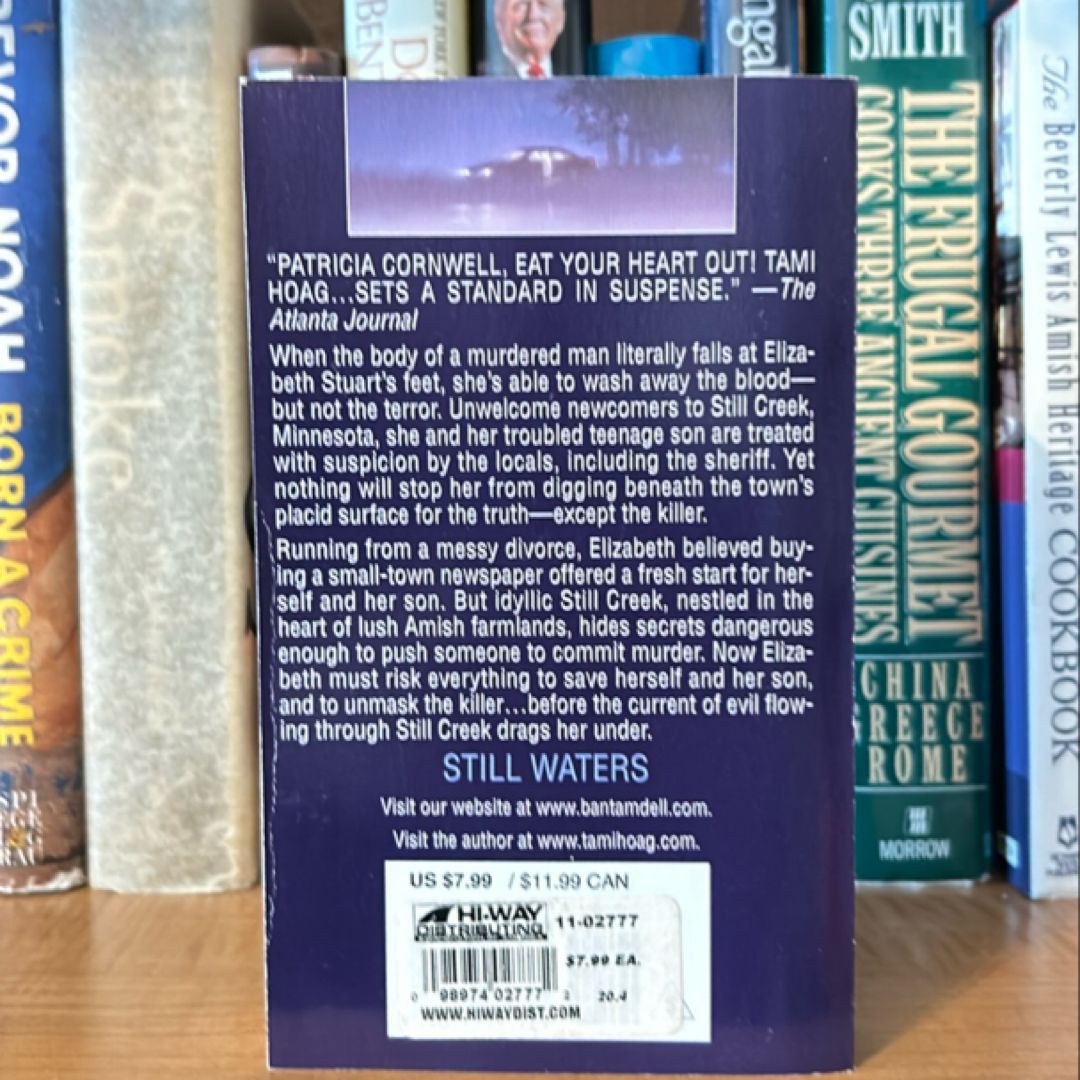 "PATRICIA CORNWELL, EAT YOUR HEART OUT! TAMI
HOAG...SETS A STANDARD IN SUSPENSE." —The
Atlanta Journal
When the body of a murdered man literally falls at Eliza-
beth Stuart's feet, she's able to wash away the blood—
but not the terror. Unwelcome newcomers to Still Creek,
Minnesota, she and her troubled teenage son are treated
with suspicion by the locals, including the sheriff. Yet
nothing will stop her from digging beneath the town's
placid surface for the truth—except the killer.
Running from a messy divorce, Elizabeth believed buy-
ing a small-town newspaper offered a fresh start for her-
self and her son. But idyllic Still Creek, nestled in the
heart of lush Amish farmlands, hides secrets dangerous
enough to push someone to commit murder. Now Eliza-
beth must risk everything to save herself and her son,
and to unmask the killer...before the current of evil flow-
ing through Still Creek drags her under.
STILL WATERS
Visit our website at www.bantamdell.com.
Visit the author at www.tamihoag.com.
US $7.99 / $11.99 CAN
HI-WAY
DISTRIBUTING
11-02777
$7.99 EA.
0 98974 02777
20.4
WWW.HIWAYDIST.COM
EVOR NOAH BORN A CRIME
Smoke
BENT
SMITH
THE FRUGAL GOURMET
COOKS THREE ANCIENT CUISINES
CHINA
GREECE
ROME
MORROW
The Beverly Lewis Amish Heritage COOKBOOK